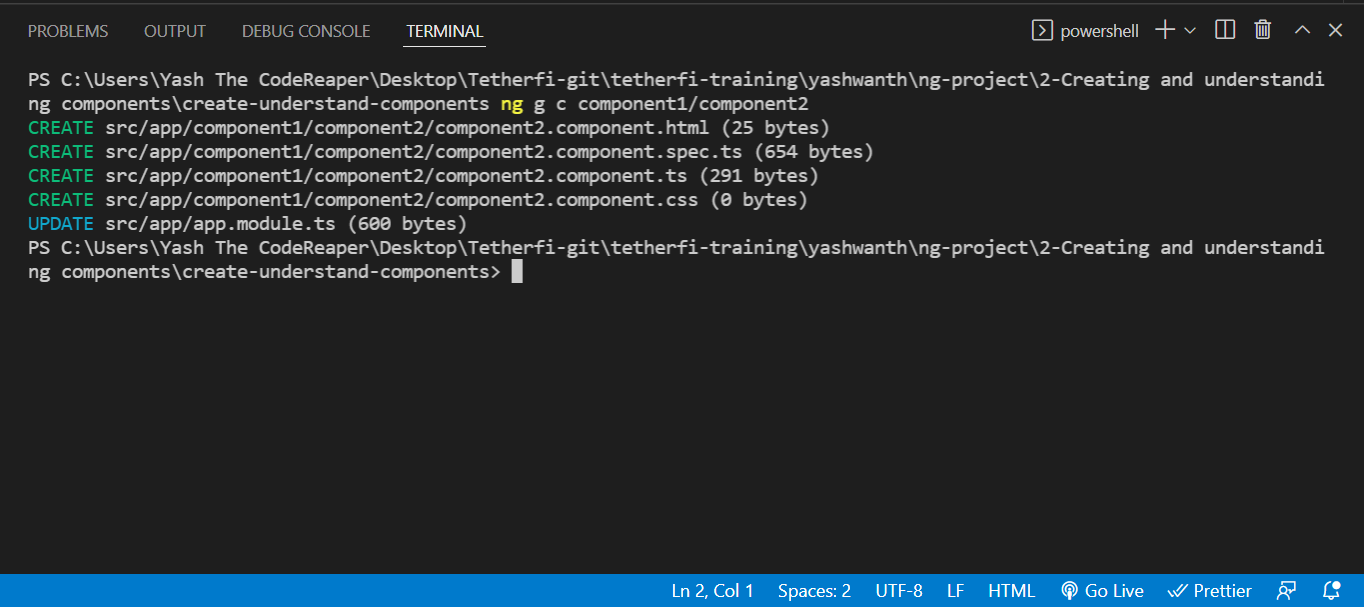 PROBLEMS OUTPUT DEBUG CONSOLE TERMINAL powershell
PS C:\Users\Yash The CodeReaper\Desktop\Tetherfi-git\tetherfi-training\yashwanth\ng-project\2-Creating and understandi
ng components\create-understand-components ng g c component1/component2
CREATE src/app/component1/component2/component2.component.html (25 bytes)
CREATE src/app/component1/component2/component2.component.spec.ts (654 bytes)
CREATE src/app/component1/component2/component2.component.ts (291 bytes)
CREATE src/app/component1/component2/component2.component.css (0 bytes)
UPDATE src/app/app.module.ts (600 bytes)
PS C:\Users\Yash The CodeReaper\Desktop\Tetherfi-git\tetherfi-training\yashwanth\ng-project\2-Creating and understandi
ng components\create-understand-components>
Ln 2, Col 1 Spaces: 2 UTF-8 LF HTML Go Live Prettier